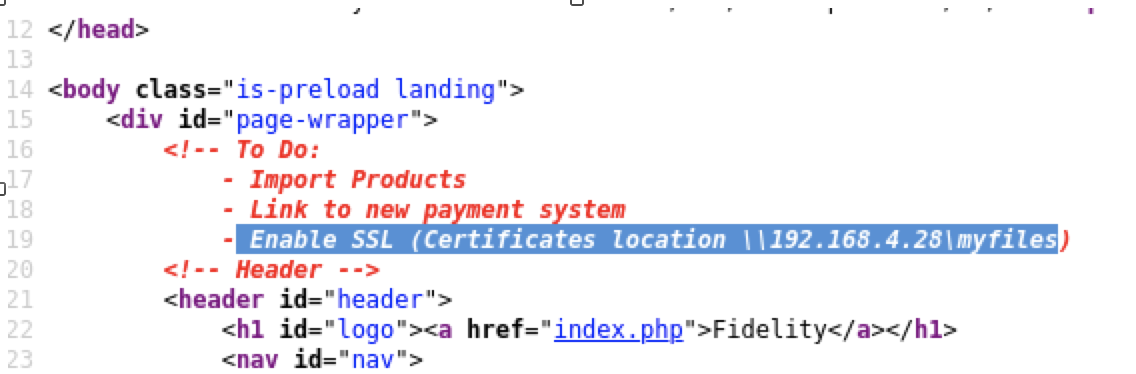 12 </head>
13
14 <body class="is-preload landing">
15 <div id="page-wrapper">
16 <!-- To Do:
17 - Import Products
18 - Link to new payment system
19 - Enable SSL (Certificates location \\192.168.4.28\myfiles)
20 <!-- Header -->
21 <header id="header">
22 <h1 id="logo"><a href="index.php">Fidelity</a></h1>
23 <nav id="nav">